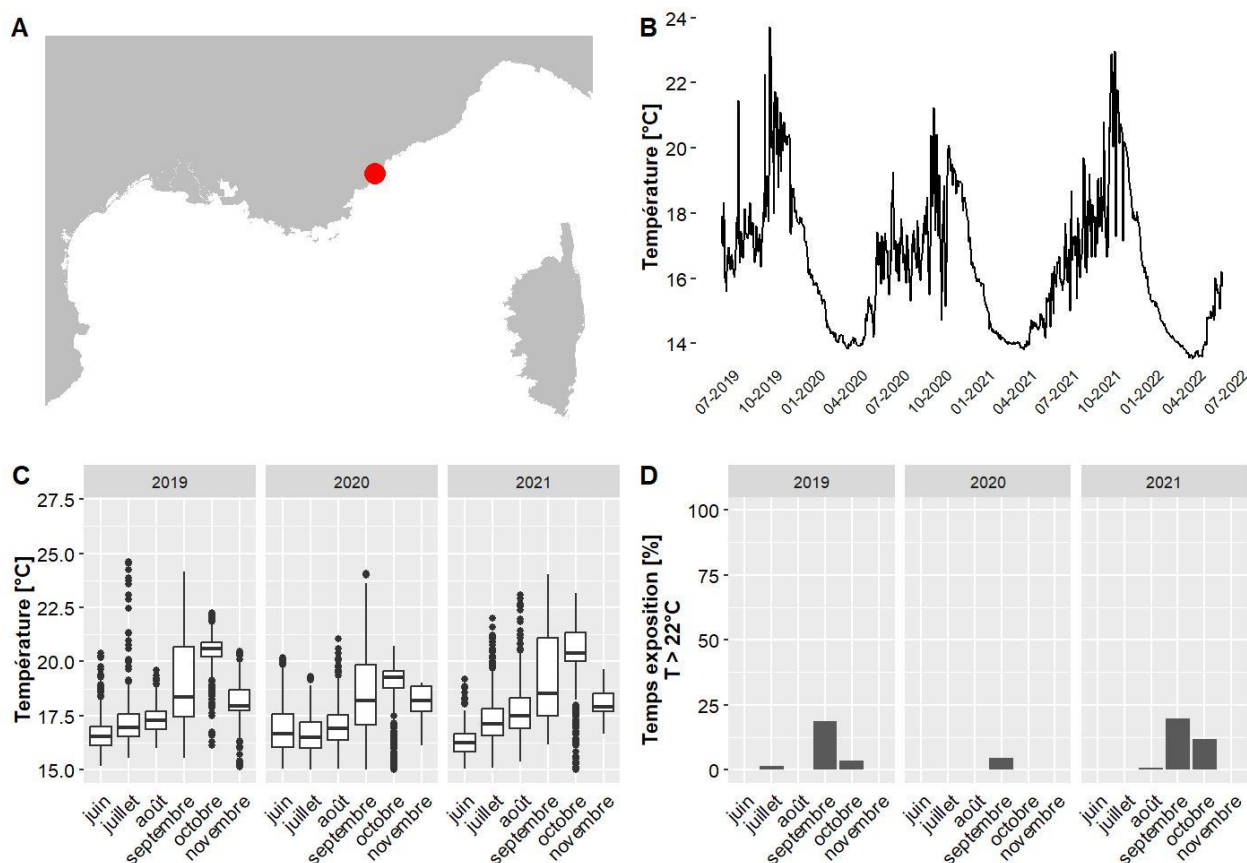 A
B
Température [°C]
24
22
20
18
16
14
07-2019
10-2019
01-2020
04-2020
07-2020
10-2020
01-2021
04-2021
07-2021
10-2021
01-2022
04-2022
07-2022
C
2019
2020
2021
Température [°C]
27.5
25.0
22.5
20.0
17.5
15.0
juin
juillet
août
septembre
octobre
novembre
juin
juillet
août
septembre
octobre
novembre
juin
juillet
août
septembre
octobre
novembre
D
2019
2020
2021
Temps exposition [%]
T > 22°C
100
75
50
25
0
juin
juillet
août
septembre
octobre
novembre
juin
juillet
août
septembre
octobre
novembre
juin
juillet
août
septembre
octobre
novembre